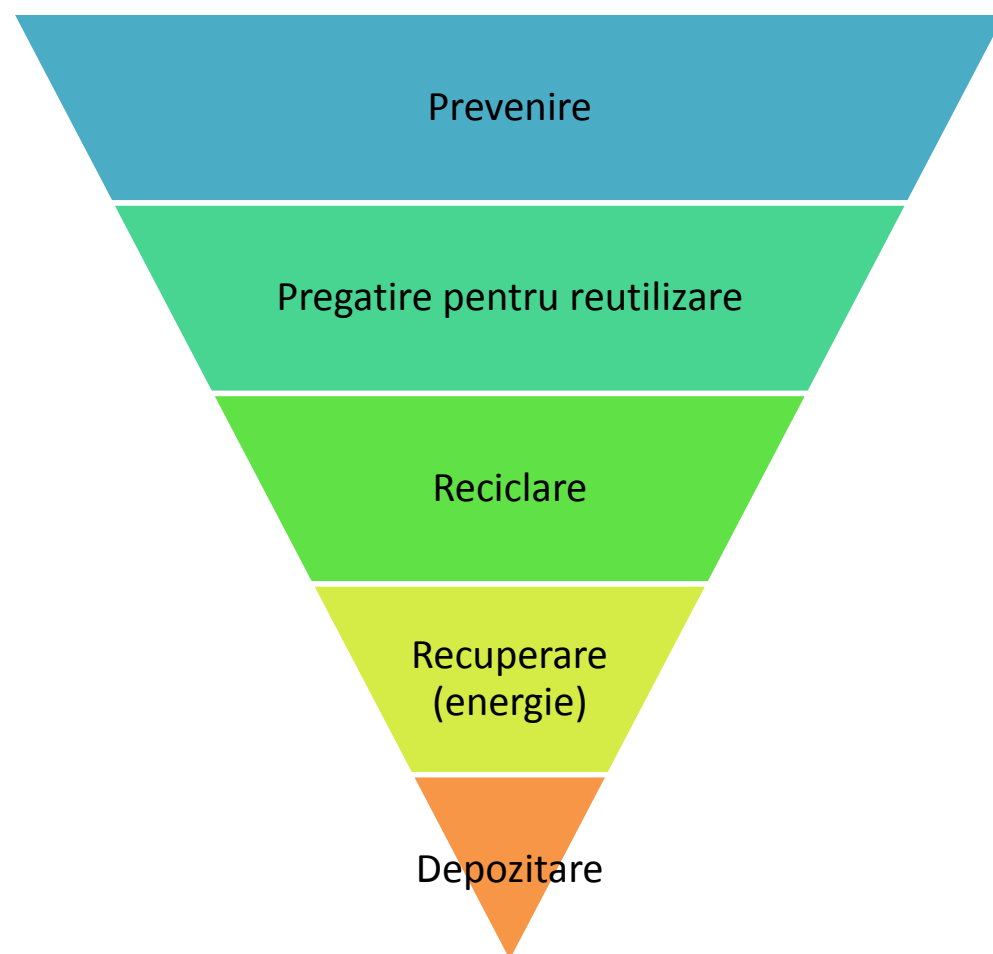 Prevenire
Pregatire pentru reutilizare
Reciclare
Recuperare
(energie)
Depozitare